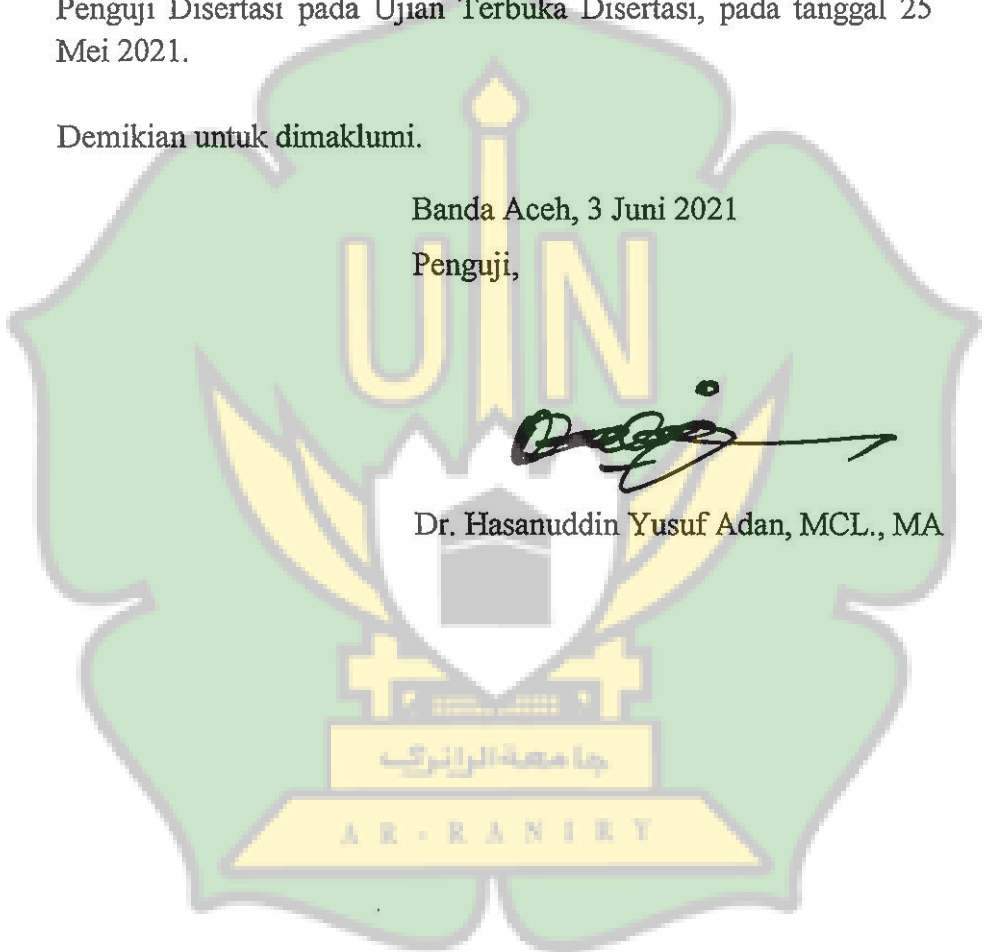 Penguji Disertasi pada Ujian Terbuka Disertasi, pada tanggal 25
Mei 2021.
Demikian untuk dimaklumi.
Banda Aceh, 3 Juni 2021
Penguji,
UIN
Dr. Hasanuddin Yusuf Adan, MCL., MA
جامعة الرانري
AR-RANIRY